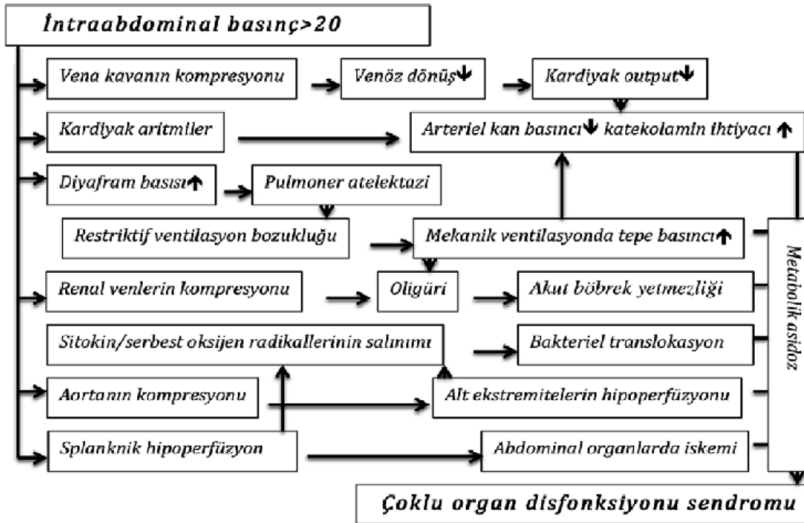 İntraabdominal basınç>20
Vena kavanın kompresyonu
Venöz dönüş↓
Kardiyak output↓
Kardiyak aritmiler
Arteriel kan basıncı↓ katekolamin ihtiyacı ↑
Diyafram basısı↑
Pulmoner atelektazi
Restriktif ventilasyon bozukluğu
Mekanik ventilasyonda tepe basıncı↑
Renal venlerin kompresyonu
Oligüri
Akut böbrek yetmezliği
Sitokin/serbest oksijen radikallerinin salınımı
Bakteriel translokasyon
Aortanın kompresyonu
Alt ekstremitelerin hipoperfüzyonu
Splanknik hipoperfüzyon
Abdominal organlarda iskemi
Metabolik asidoz
Çoklu organ disfonksiyonu sendromu